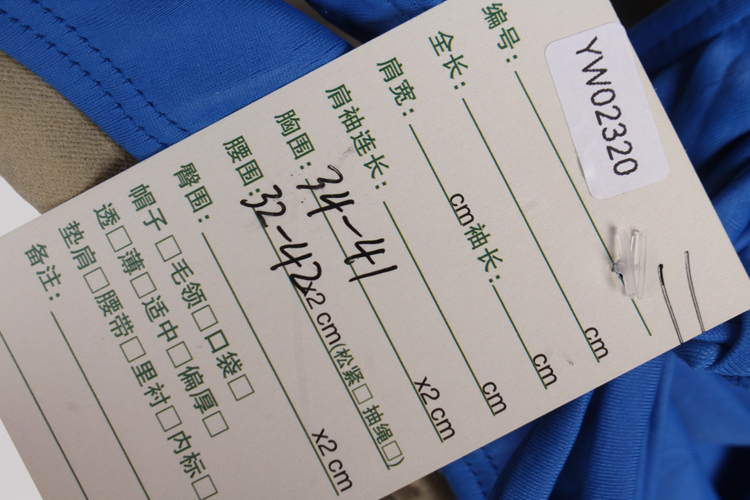 编号: YW02320
全长: cm
肩宽: cm 袖长: cm
肩袖连长: cm
胸围: 34-41 x2 cm
腰围: 32-42 x2 cm(松紧□ 抽绳□)
臀围: x2 cm
帽子□ 毛领□ 口袋□
透□ 薄□ 适中□ 偏厚□
垫肩□ 腰带□ 里衬□ 内标□
备注: